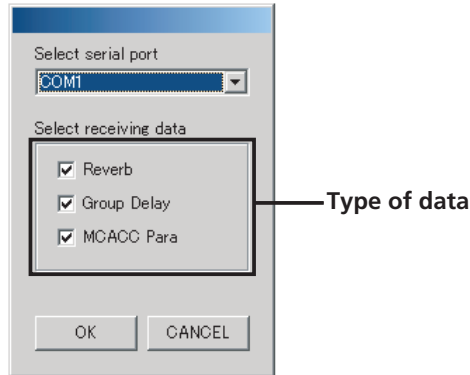 Select serial port
COM1
Select receiving data
Reverb
Group Delay
MCACC Para
Type of data
OK
CANCEL